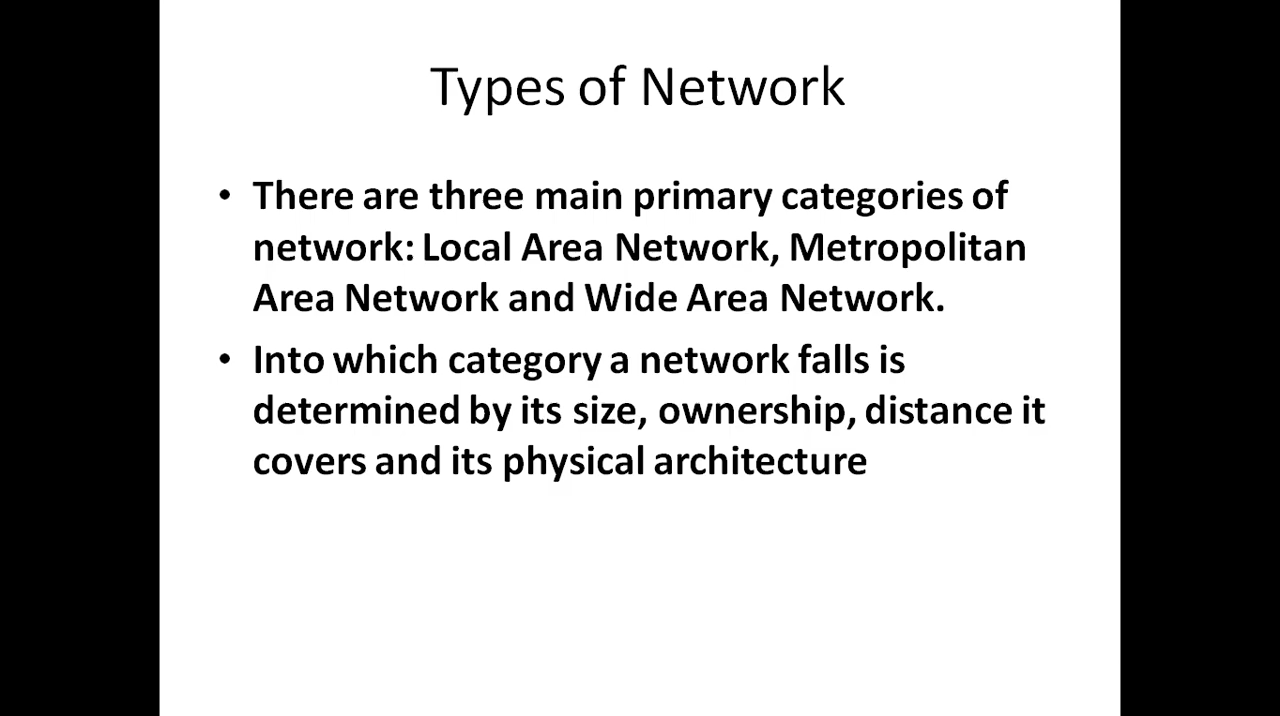 Types of Network
• There are three main primary categories of
network: Local Area Network, Metropolitan
Area Network and Wide Area Network.
• Into which category a network falls is
determined by its size, ownership, distance it
covers and its physical architecture